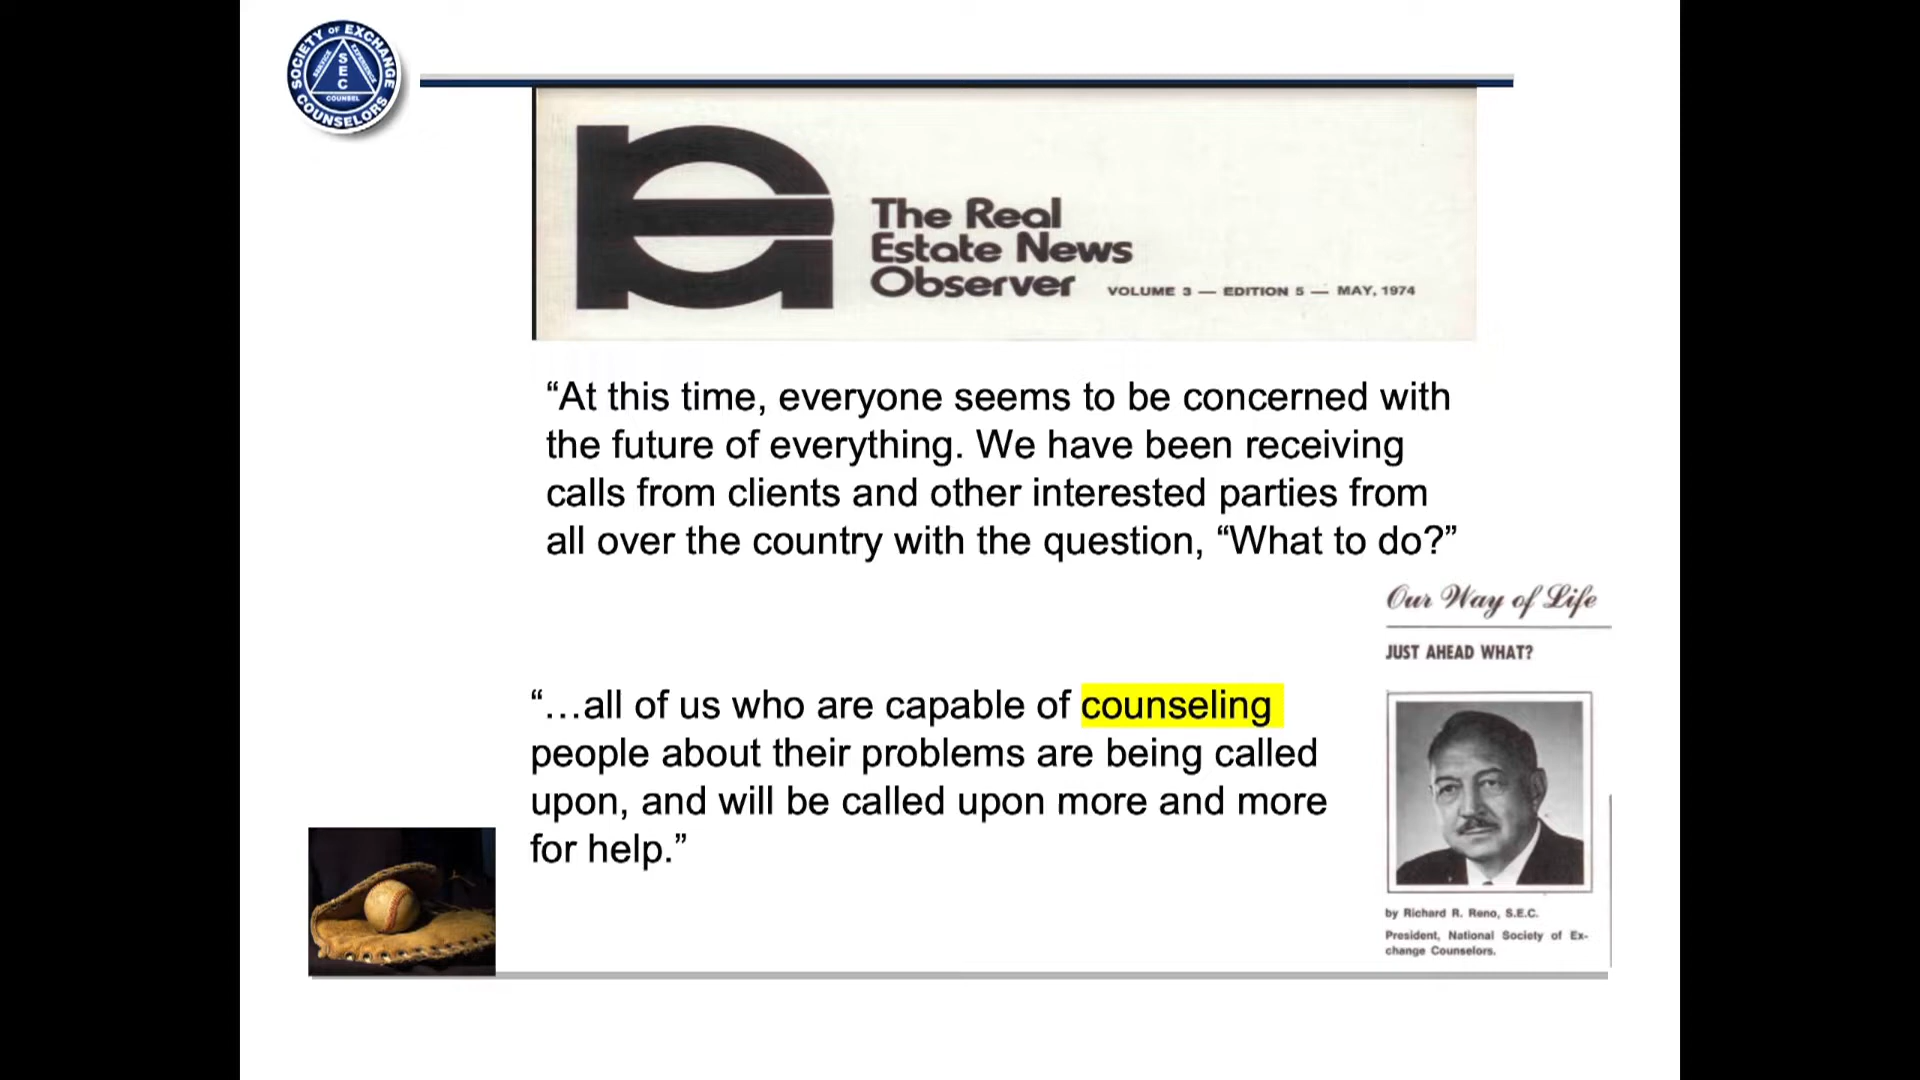 SOCIETY OF EXCHANGE
COUNSELORS
SERVICE
EXPERIENCE
S
E
C
COUNSEL
The Real
Estate News
Observer VOLUME 3 — EDITION 5 — MAY, 1974
“At this time, everyone seems to be concerned with
the future of everything. We have been receiving
calls from clients and other interested parties from
all over the country with the question, “What to do?”
Our Way of Life
JUST AHEAD WHAT?
“…all of us who are capable of counseling
people about their problems are being called
upon, and will be called upon more and more
for help.”
by Richard R. Reno, S.E.C.
President, National Society of Ex-
change Counselors.